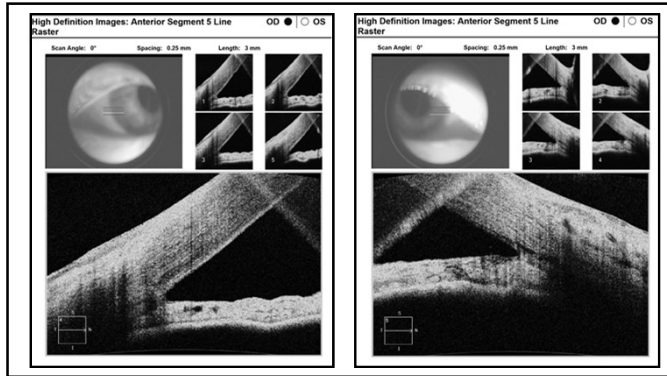 High Definition Images: Anterior Segment 5 Line Raster
OD ● ○ OS
Scan Angle: 0° Spacing: 0.25 mm Length: 3 mm
1
2
3
5
High Definition Images: Anterior Segment 5 Line Raster
OD ● ○ OS
Scan Angle: 0° Spacing: 0.25 mm Length: 3 mm
2
3
4